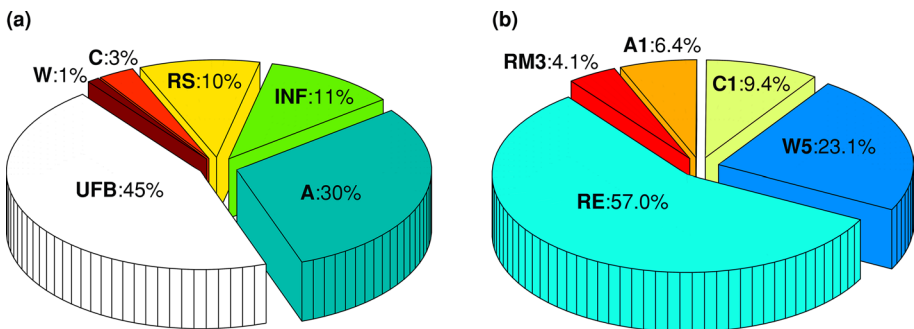 (a)
C:3%
W:1%
RS:10%
INF:11%
UFB:45%
A:30%
(b)
A1:6.4%
RM3:4.1%
C1:9.4%
W5:23.1%
RE:57.0%